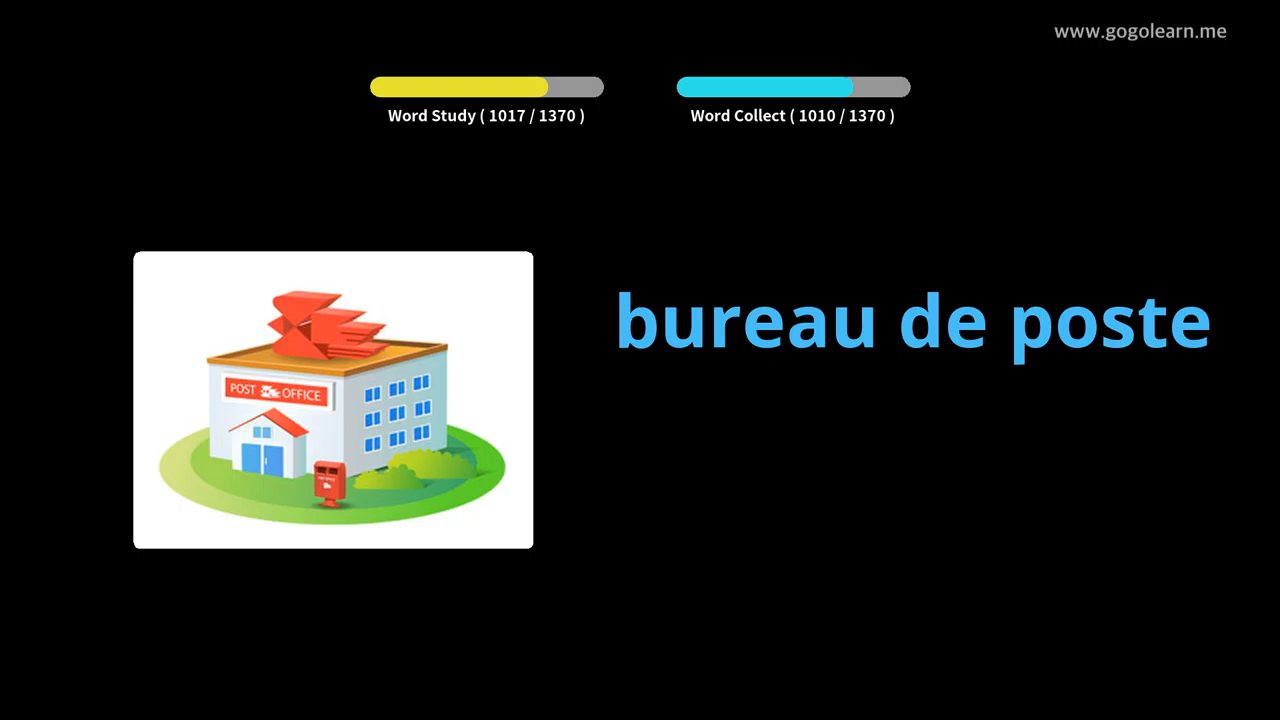 www.gogolearn.me
Word Study ( 1017 / 1370 )
Word Collect ( 1010 / 1370 )
bureau de poste
POST OFFICE